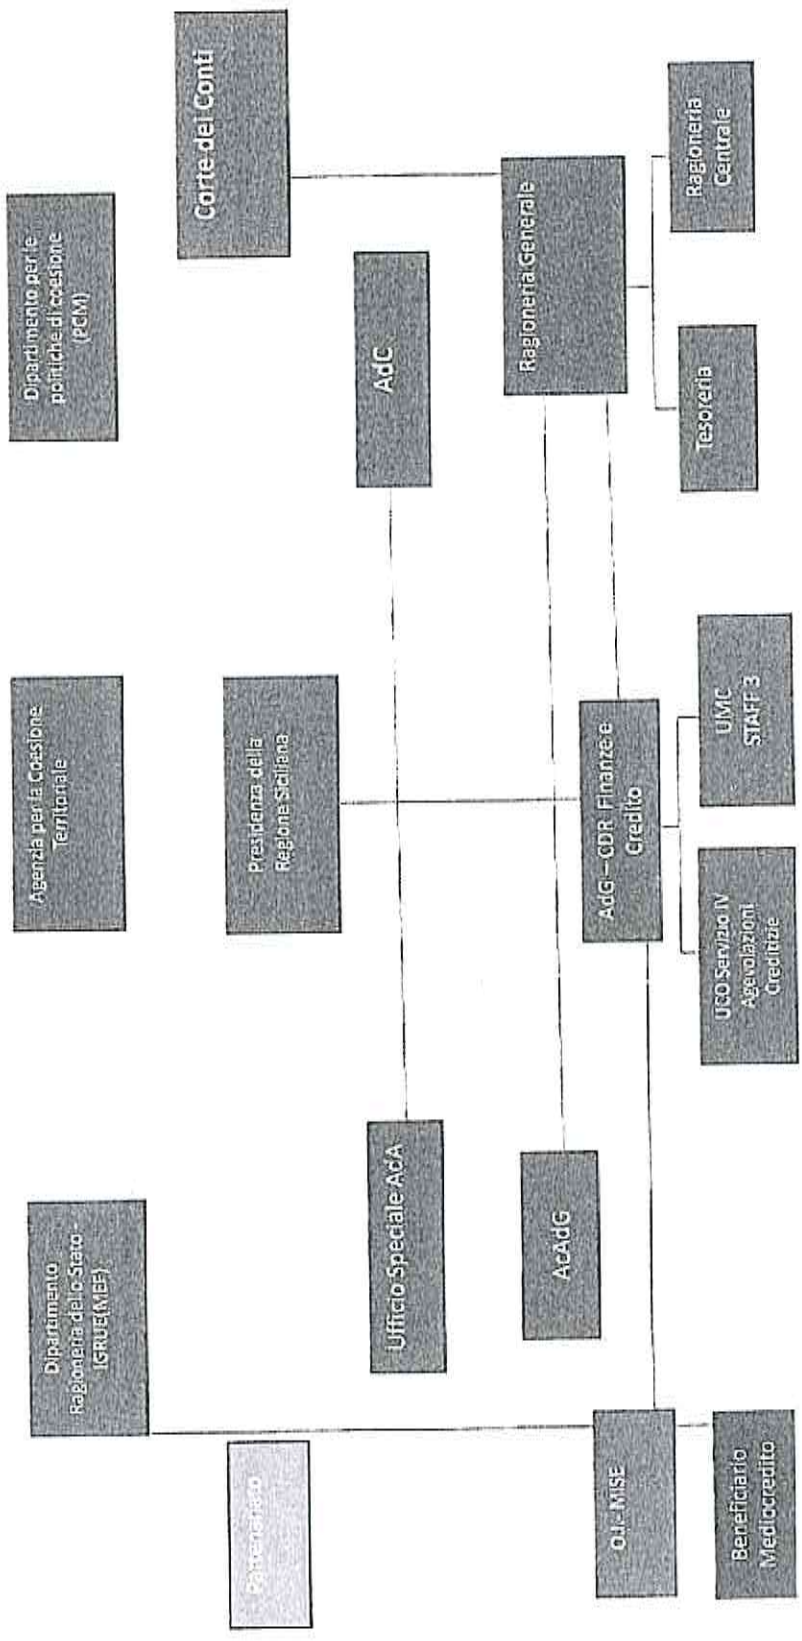 Dipartimento
Ragioneria dello Stato -
IGRUE(MEF)
Agenzia per la Coesione
Territoriale
Dipartimento per le
politiche di coesione
(PCM)
Partenariato
Presidenza della
Regione Siciliana
Corte dei Conti
Ufficio Speciale AdA
AdC
AcAdG
Ragioneria Generale
O.I.-MISE
AdG – CDR Finanze e
Credito
Beneficiario
Mediocredito
UCO Servizio IV
Agevolazioni
Creditizie
UMC
STAFF 3
Tesoreria
Ragioneria
Centrale